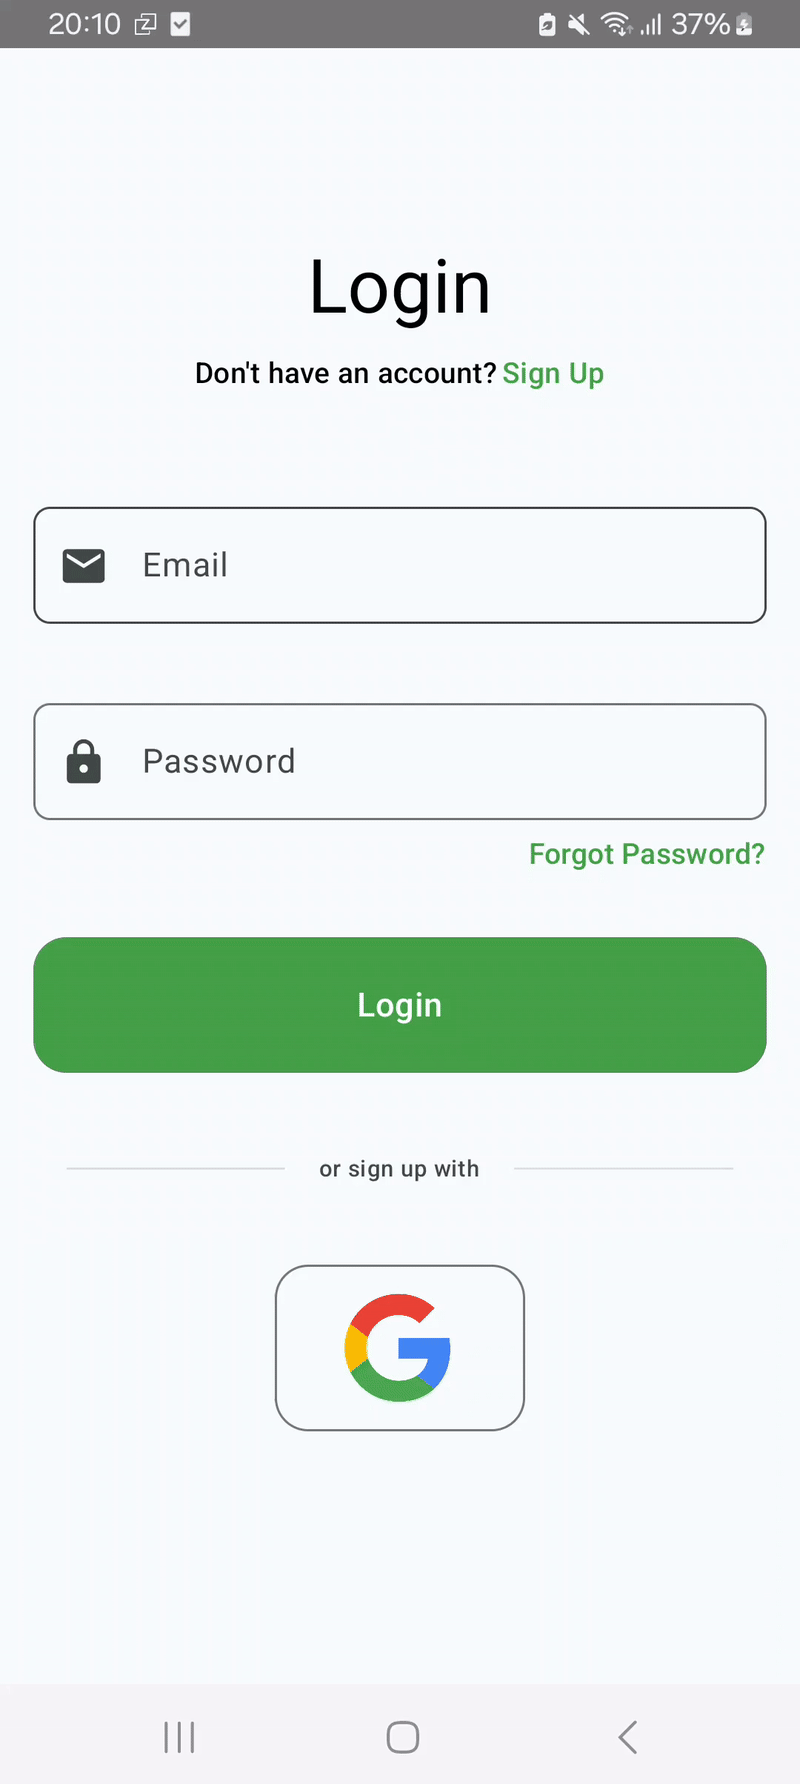 20:10 37%
Login
Don't have an account? Sign Up
Email
Password
Forgot Password?
Login
or sign up with